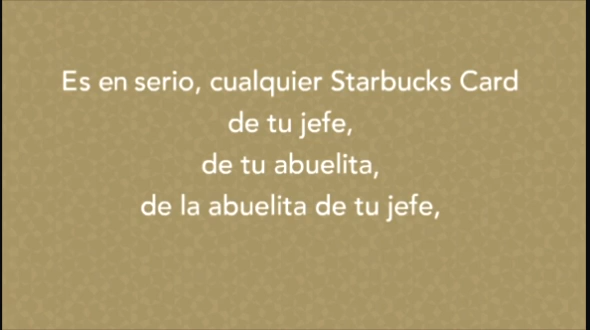 Es en serio, cualquier Starbucks Card
de tu jefe,
de tu abuelita,
de la abuelita de tu jefe,